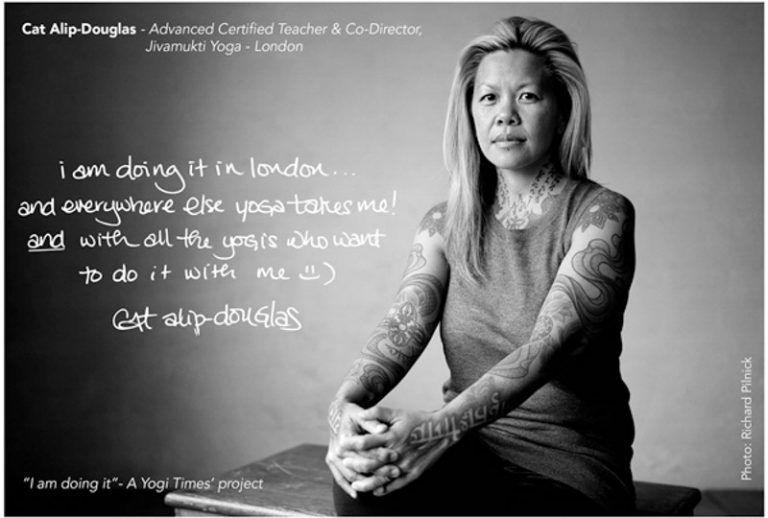 Cat Alip-Douglas - Advanced Certified Teacher & Co-Director,
Jivamukti Yoga - London
i am doing it in london...
and everywhere else yoga takes me!
and with all the yogis who want
to do it with me :)
Cat alip-douglas
"I am doing it"- A Yogi Times' project
Photo: Richard Pilnick